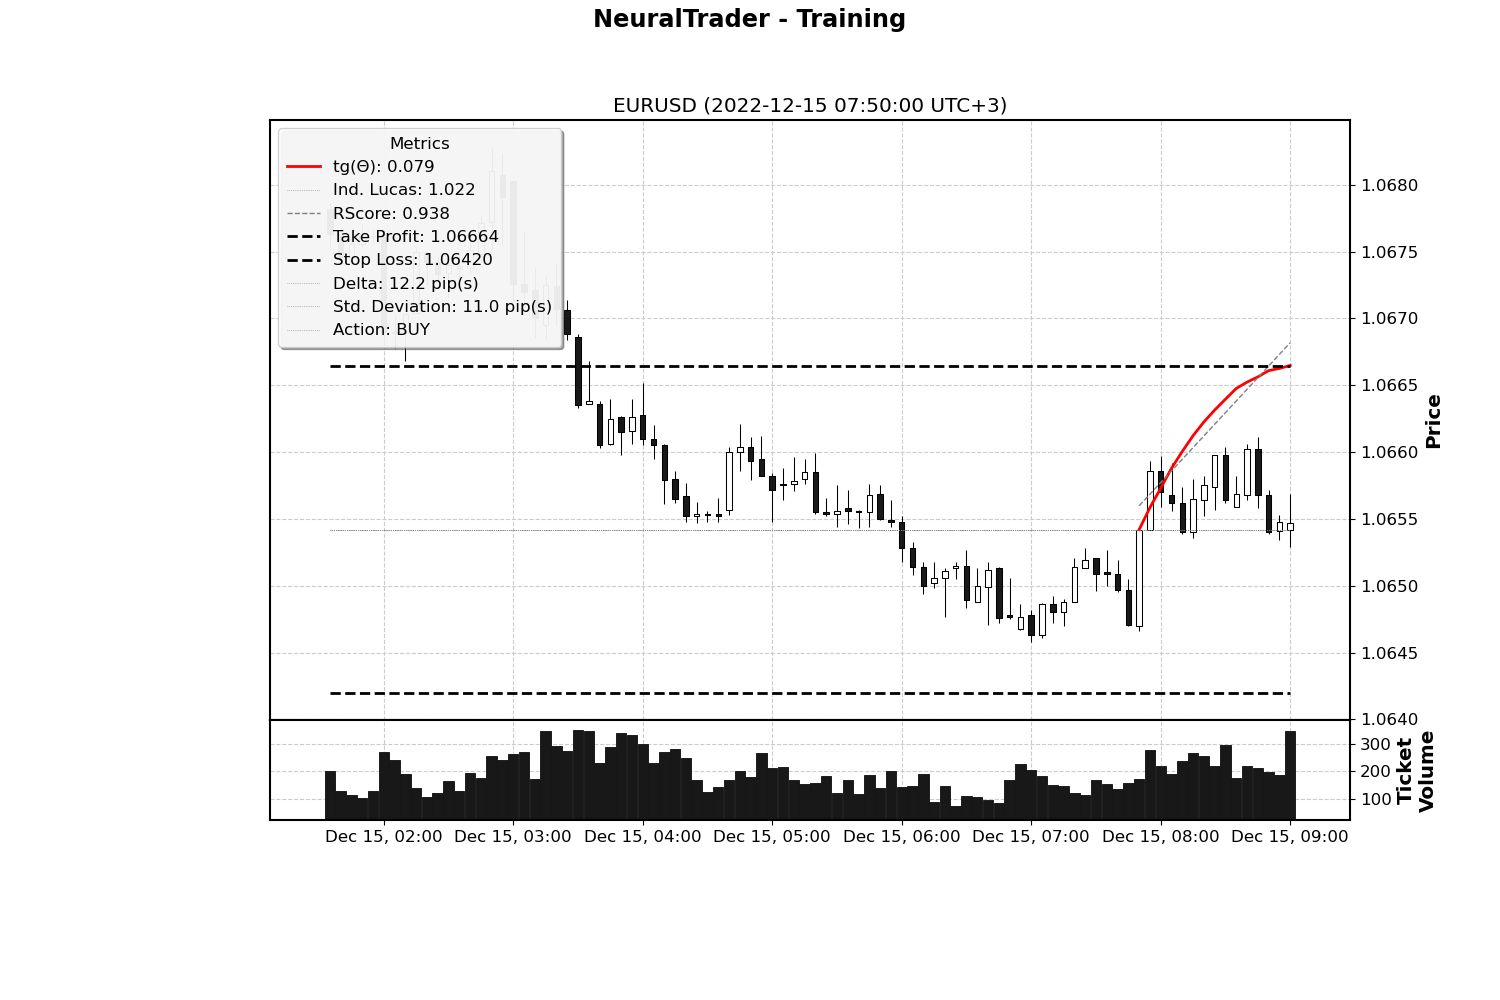 NeuralTrader - Training
EURUSD (2022-12-15 07:50:00 UTC+3)
Metrics
tg(Θ): 0.079
Ind. Lucas: 1.022
RScore: 0.938
Take Profit: 1.06664
Stop Loss: 1.06420
Delta: 12.2 pip(s)
Std. Deviation: 11.0 pip(s)
Action: BUY
1.0680
1.0675
1.0670
1.0665
1.0660
1.0655
1.0650
1.0645
1.0640
Price
300
200
100
Ticket
Volume
Dec 15, 02:00 Dec 15, 03:00 Dec 15, 04:00 Dec 15, 05:00 Dec 15, 06:00 Dec 15, 07:00 Dec 15, 08:00 Dec 15, 09:00